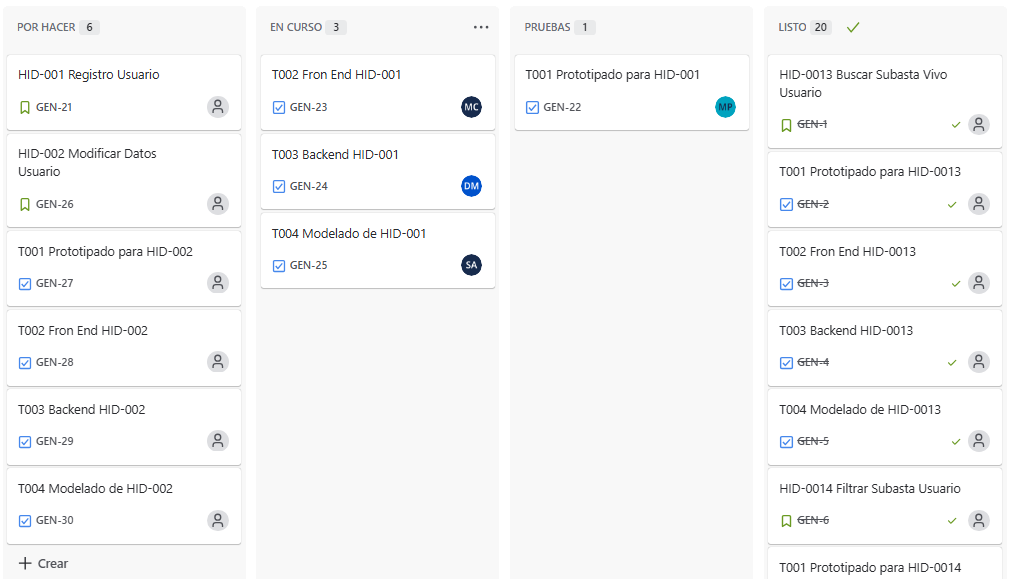 POR HACER 6
HID-001 Registro Usuario
GEN-21
HID-002 Modificar Datos
Usuario
GEN-26
T001 Prototipado para HID-002
GEN-27
T002 Fron End HID-002
GEN-28
T003 Backend HID-002
GEN-29
T004 Modelado de HID-002
GEN-30
+ Crear
EN CURSO 3
T002 Fron End HID-001
GEN-23 MC
T003 Backend HID-001
GEN-24 DM
T004 Modelado de HID-001
GEN-25 SA
PRUEBAS 1
T001 Prototipado para HID-001
GEN-22 MP
LISTO 20
HID-0013 Buscar Subasta Vivo
Usuario
GEN-1
T001 Prototipado para HID-0013
GEN-2
T002 Fron End HID-0013
GEN-3
T003 Backend HID-0013
GEN-4
T004 Modelado de HID-0013
GEN-5
HID-0014 Filtrar Subasta Usuario
GEN-6
T001 Prototipado para HID-0014